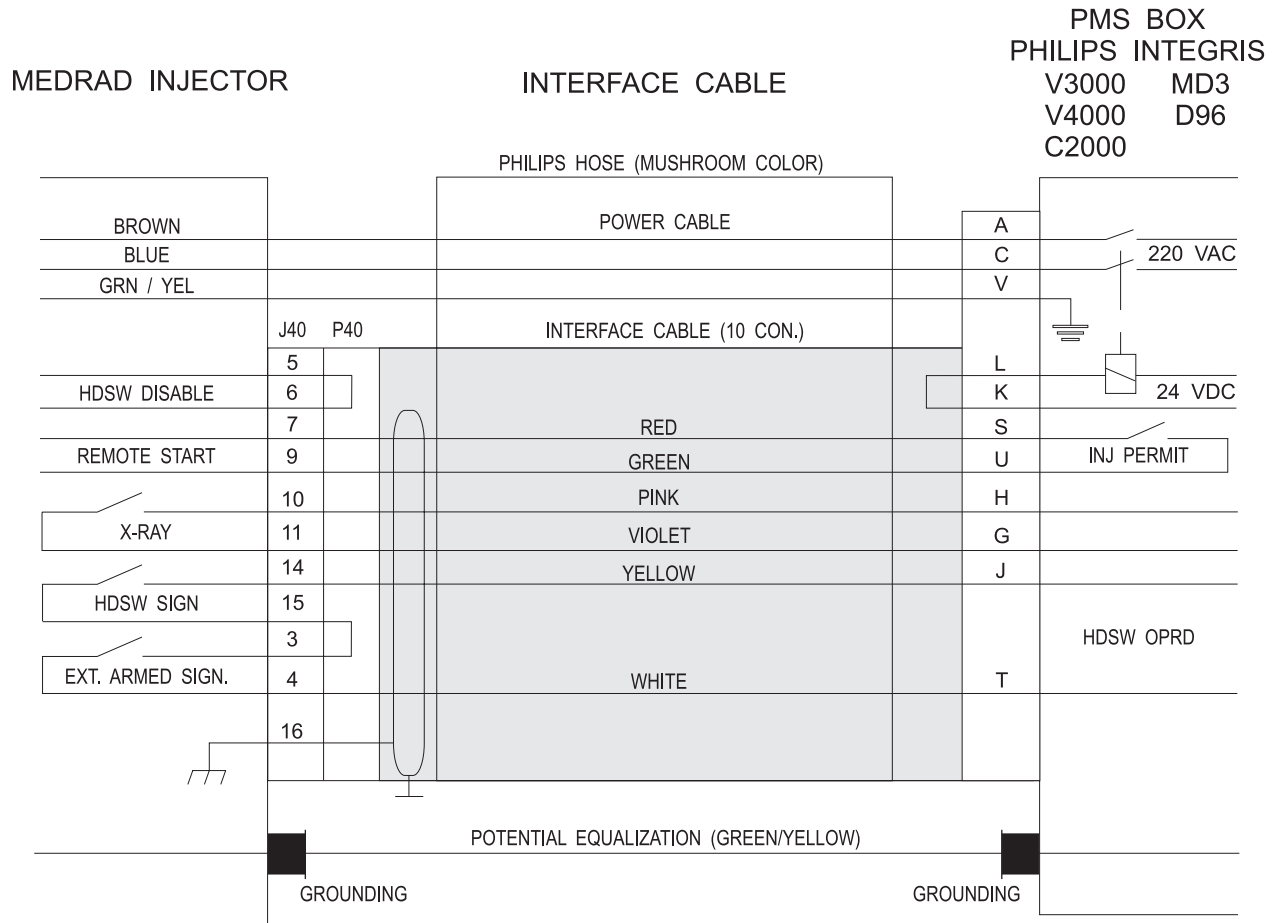 PMS BOX
PHILIPS INTEGRIS
MEDRAD INJECTOR
INTERFACE CABLE
V3000 MD3
V4000 D96
C2000
PHILIPS HOSE (MUSHROOM COLOR)
BROWN
POWER CABLE
A
BLUE
C
220 VAC
GRN / YEL
V
J40 P40
INTERFACE CABLE (10 CON.)
5
L
HDSW DISABLE
6
K
24 VDC
7
RED
S
REMOTE START
9
GREEN
U
INJ PERMIT
10
PINK
H
X-RAY
11
VIOLET
G
14
YELLOW
J
HDSW SIGN
15
3
HDSW OPRD
EXT. ARMED SIGN.
4
WHITE
T
16
POTENTIAL EQUALIZATION (GREEN/YELLOW)
GROUNDING
GROUNDING